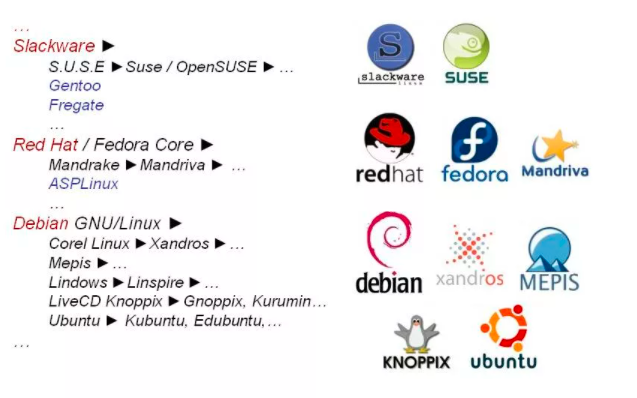 ...
Slackware ►
S.U.S.E ►Suse / OpenSUSE ► ...
Gentoo
Fregate
...
Red Hat / Fedora Core ►
Mandrake ►Mandriva ► ...
ASPLinux
...
Debian GNU/Linux ►
Corel Linux ►Xandros ►...
Mepis ►...
Lindows ►Linspire ►...
LiveCD Knoppix ►Gnoppix, Kurumin...
Ubuntu ► Kubuntu, Edubuntu,...
...
S
slackware
linux
SUSE
redhat
fedora
Mandriva
debian
xandros
MEPIS
KNOPPIX
ubuntu